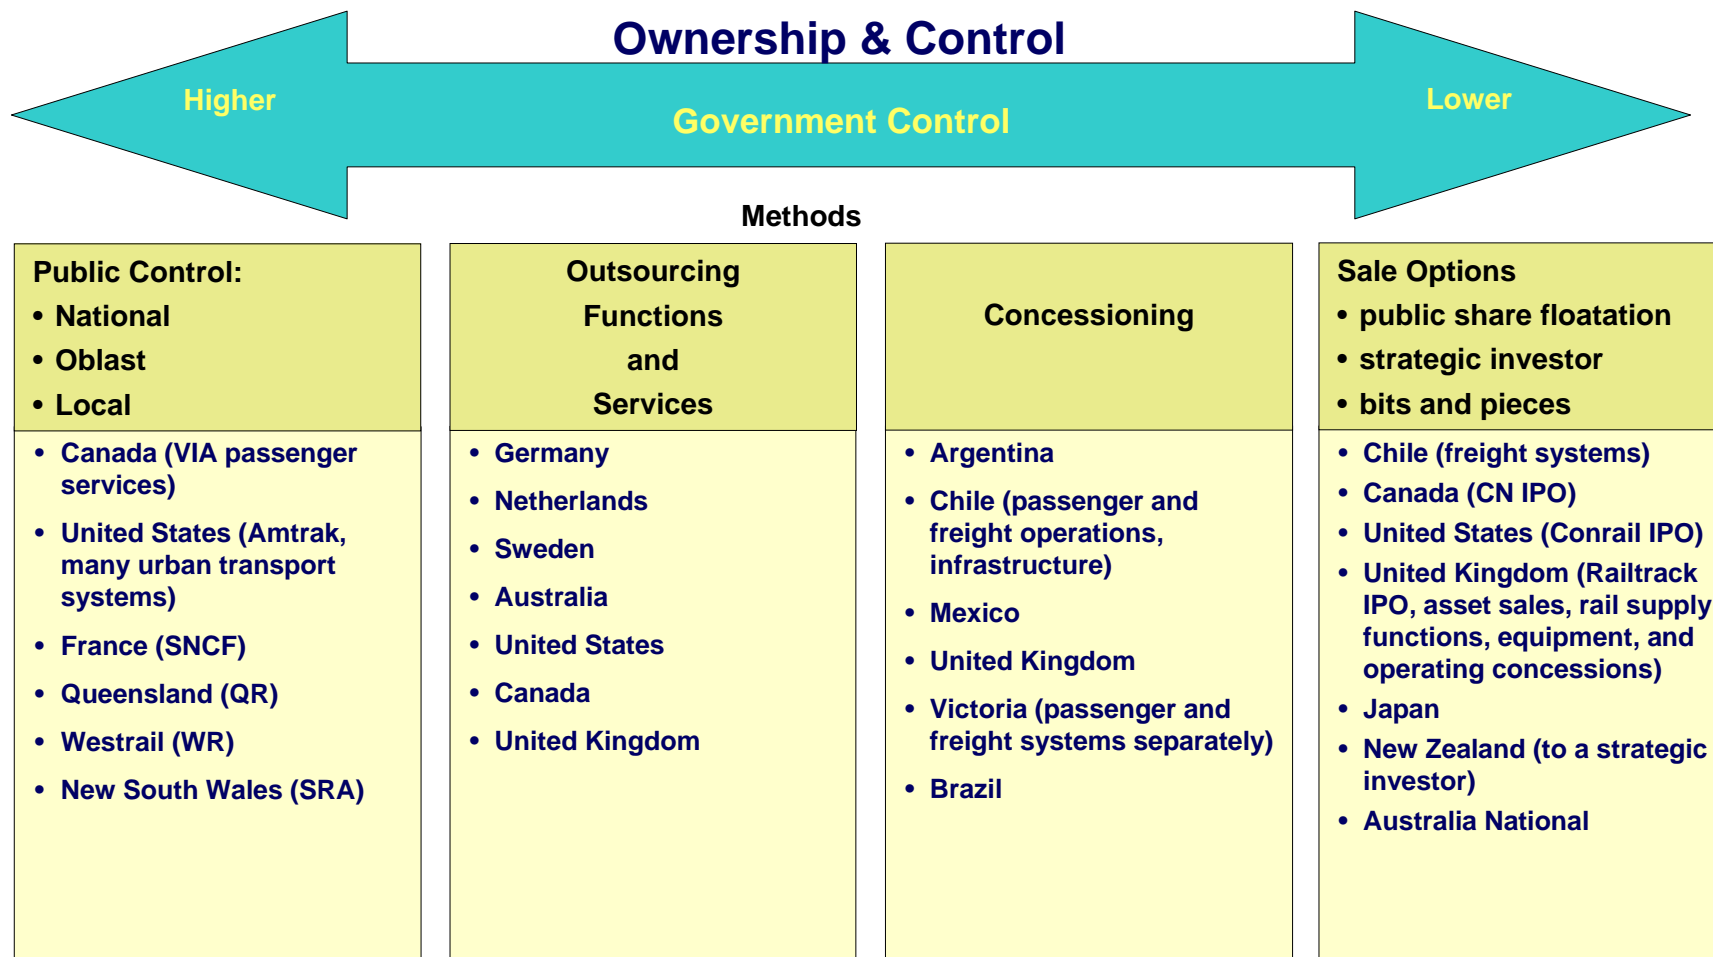 Ownership & Control
Higher
Government Control
Lower
Methods
Public Control:
• National
• Oblast
• Local
• Canada (VIA passenger
services)
• United States (Amtrak,
many urban transport
systems)
• France (SNCF)
• Queensland (QR)
• Westrail (WR)
• New South Wales (SRA)
Outsourcing
Functions
and
Services
• Germany
• Netherlands
• Sweden
• Australia
• United States
• Canada
• United Kingdom
Concessioning
• Argentina
• Chile (passenger and
freight operations,
infrastructure)
• Mexico
• United Kingdom
• Victoria (passenger and
freight systems separately)
• Brazil
Sale Options
• public share floatation
• strategic investor
• bits and pieces
• Chile (freight systems)
• Canada (CN IPO)
• United States (Conrail IPO)
• United Kingdom (Railtrack
IPO, asset sales, rail supply
functions, equipment, and
operating concessions)
• Japan
• New Zealand (to a strategic
investor)
• Australia National